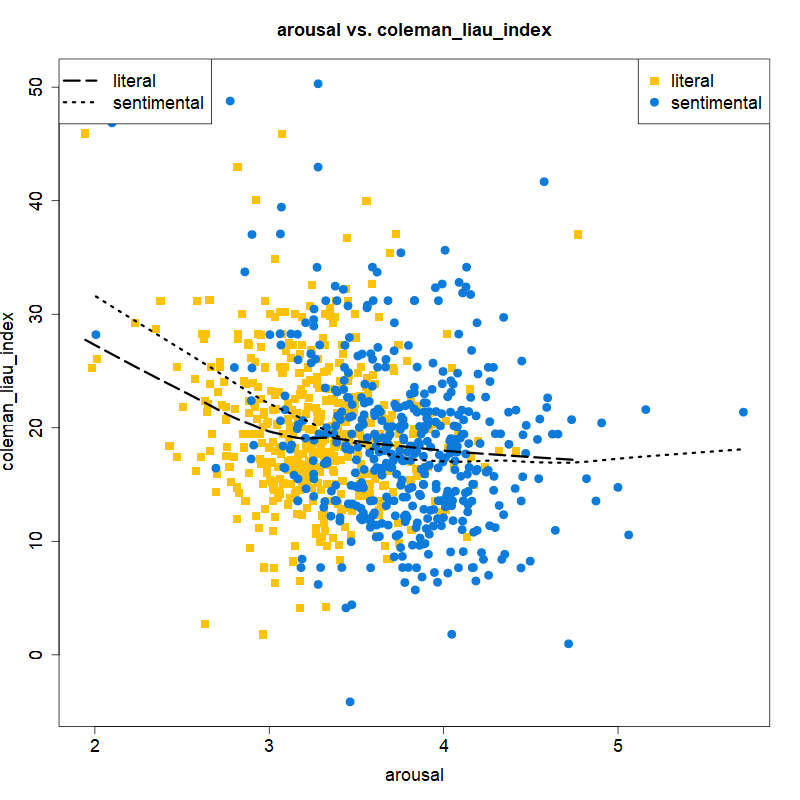 arousal vs. coleman_liau_index
literal
sentimental
literal
sentimental
coleman_liau_index
50
40
30
20
10
0
2
3
4
5
arousal